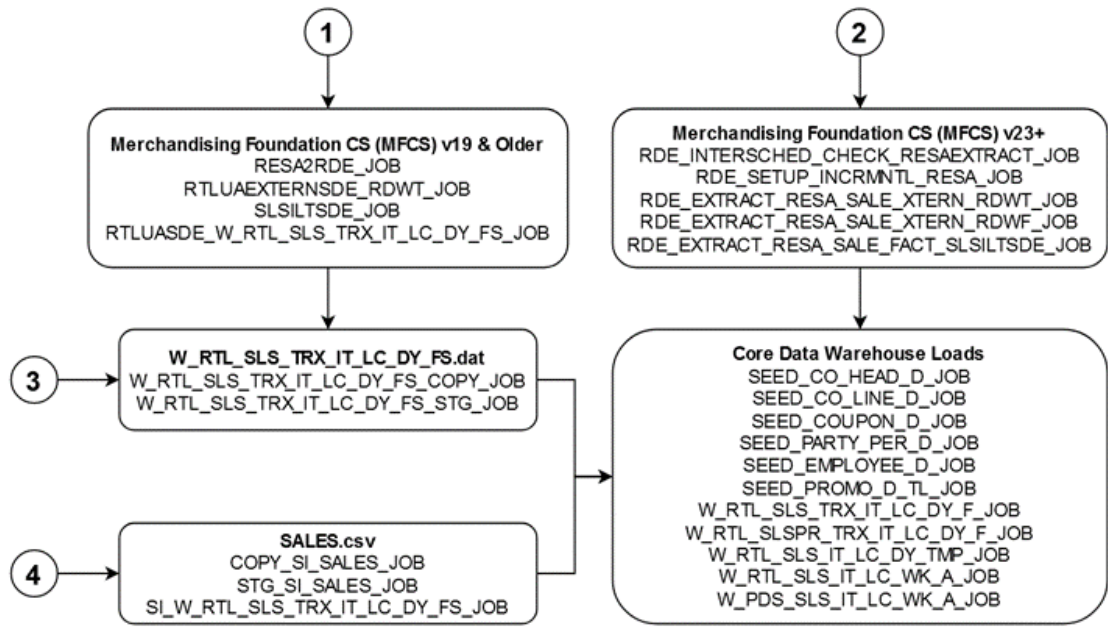 1
2
Merchandising Foundation CS (MFCS) v19 & Older
RESA2RDE_JOB
RTLUAEXTERNSDE_RDWT_JOB
SLSILTSDE_JOB
RTLUASDE_W_RTL_SLS_TRX_IT_LC_DY_FS_JOB
Merchandising Foundation CS (MFCS) v23+
RDE_INTERSCHED_CHECK_RESAEXTRACT_JOB
RDE_SETUP_INCRMNTL_RESA_JOB
RDE_EXTRACT_RESA_SALE_XTERN_RDWT_JOB
RDE_EXTRACT_RESA_SALE_XTERN_RDWF_JOB
RDE_EXTRACT_RESA_SALE_FACT_SLSILTSDE_JOB
3
W_RTL_SLS_TRX_IT_LC_DY_FS.dat
W_RTL_SLS_TRX_IT_LC_DY_FS_COPY_JOB
W_RTL_SLS_TRX_IT_LC_DY_FS_STG_JOB
4
SALES.csv
COPY_SI_SALES_JOB
STG_SI_SALES_JOB
SI_W_RTL_SLS_TRX_IT_LC_DY_FS_JOB
Core Data Warehouse Loads
SEED_CO_HEAD_D_JOB
SEED_CO_LINE_D_JOB
SEED_COUPON_D_JOB
SEED_PARTY_PER_D_JOB
SEED_EMPLOYEE_D_JOB
SEED_PROMO_D_TL_JOB
W_RTL_SLS_TRX_IT_LC_DY_F_JOB
W_RTL_SLSPR_TRX_IT_LC_DY_F_JOB
W_RTL_SLS_IT_LC_DY_TMP_JOB
W_RTL_SLS_IT_LC_WK_A_JOB
W_PDS_SLS_IT_LC_WK_A_JOB